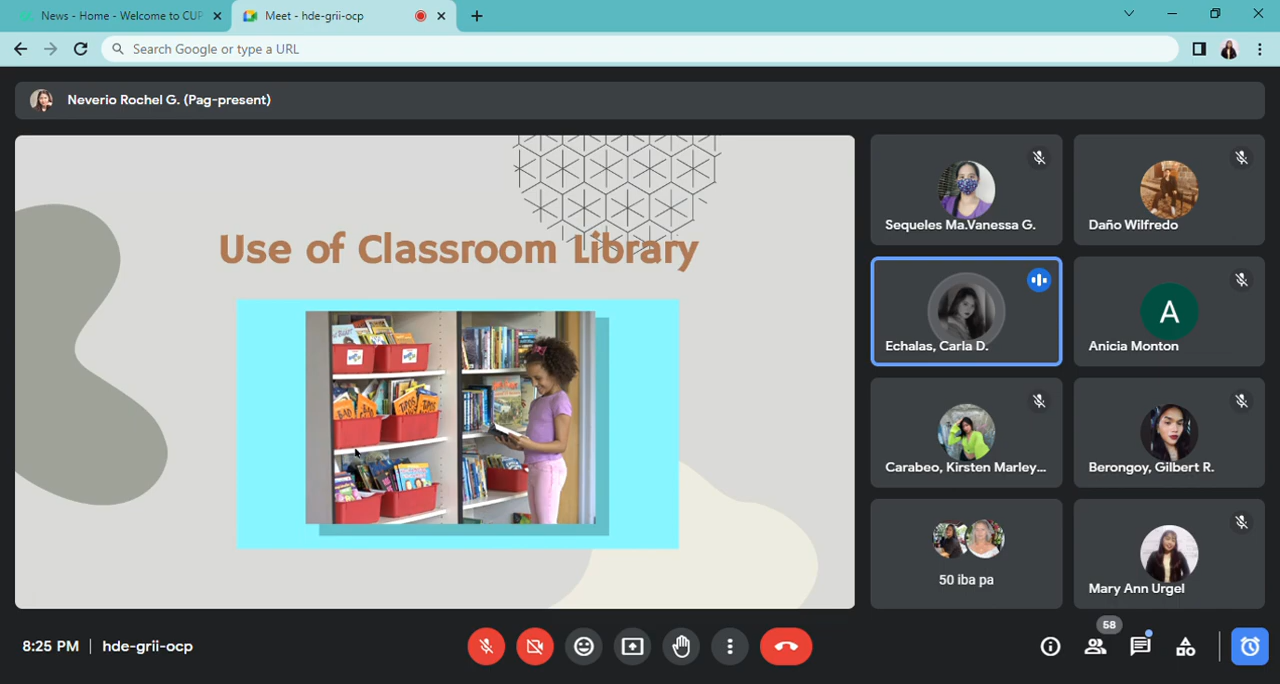 News - Home - Welcome to CUP
Meet - hde-grii-ocp
Search Google or type a URL
Neverio Rochel G. (Pag-present)
Use of Classroom Library
Sequeles Ma.Vanessa G.
Daño Wilfredo
Echalas, Carla D.
A
Anicia Monton
Carabeo, Kirsten Marley...
Berongoy, Gilbert R.
50 iba pa
Mary Ann Urgel
8:25 PM | hde-grii-ocp
58